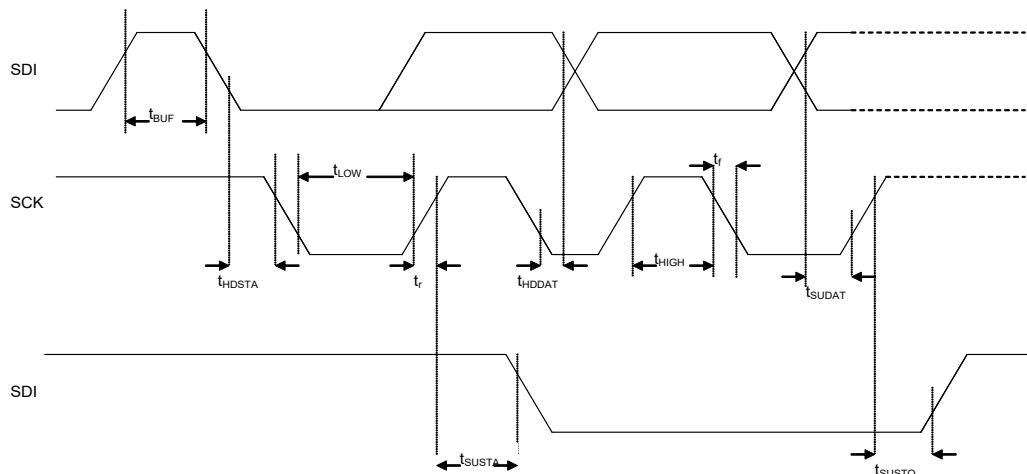 SDI
tBUF
tLOW
tf
SCK
tHDSTA
tr
tHDDAT
tHIGH
tSUDAT
SDI
tSUSTA
tSUSTO